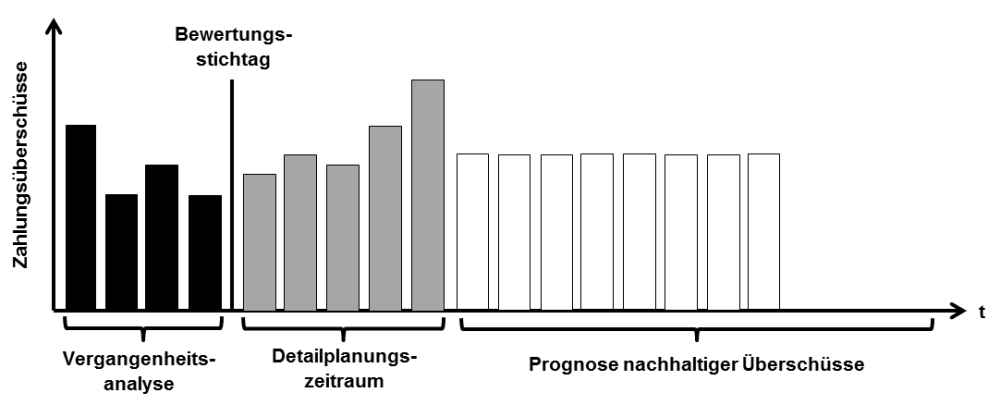 Zahlungsüberschüsse
Bewertungs-
stichtag
t
Vergangenheits-
analyse
Detailplanungs-
zeitraum
Prognose nachhaltiger Überschüsse